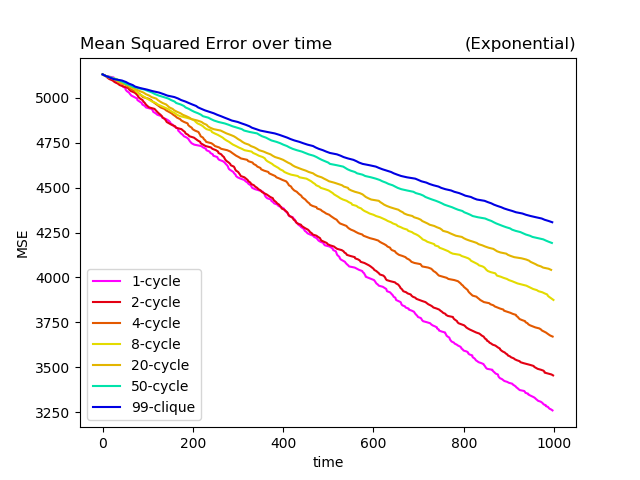 Mean Squared Error over time (Exponential)
MSE
5000
4750
4500
4250
4000
3750
3500
3250
1-cycle
2-cycle
4-cycle
8-cycle
20-cycle
50-cycle
99-clique
0 200 400 600 800 1000
time